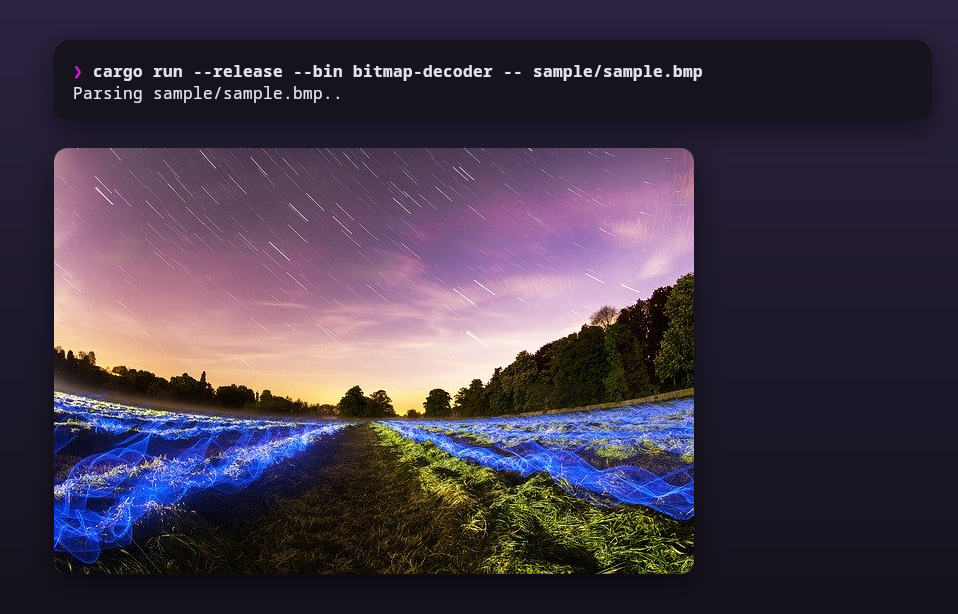 ❯ cargo run --release --bin bitmap-decoder -- sample/sample.bmp
Parsing sample/sample.bmp..